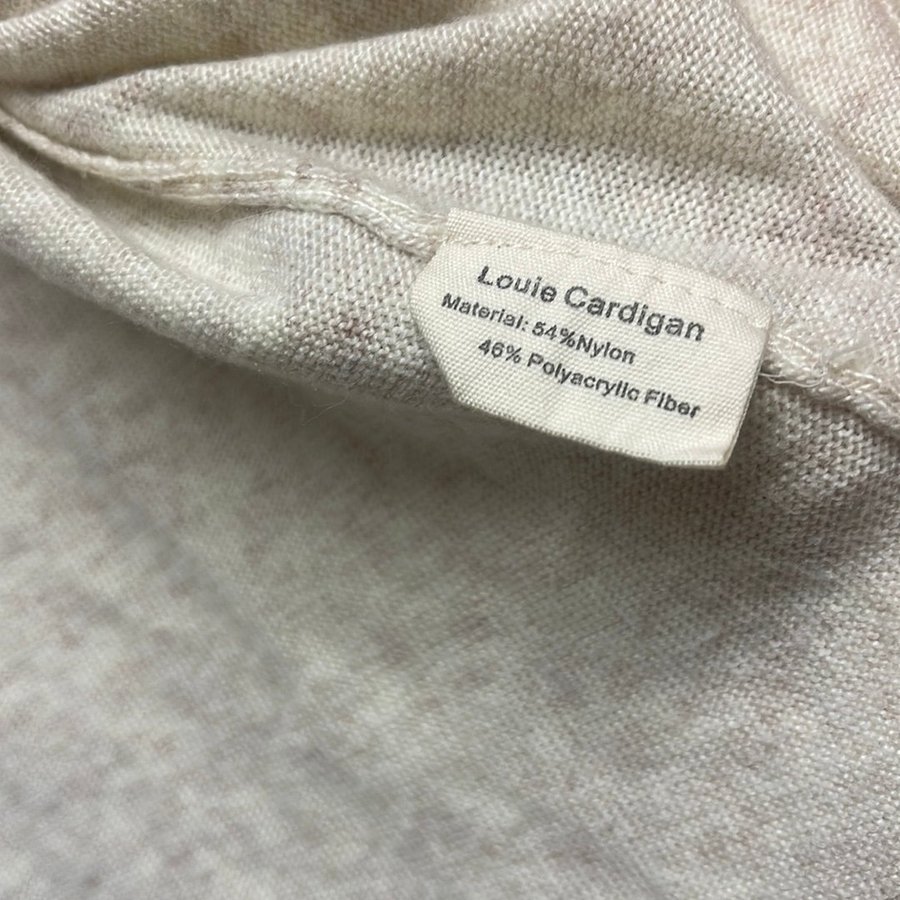 Louie Cardigan
Material: 54%Nylon
46% Polyacrylic Fiber